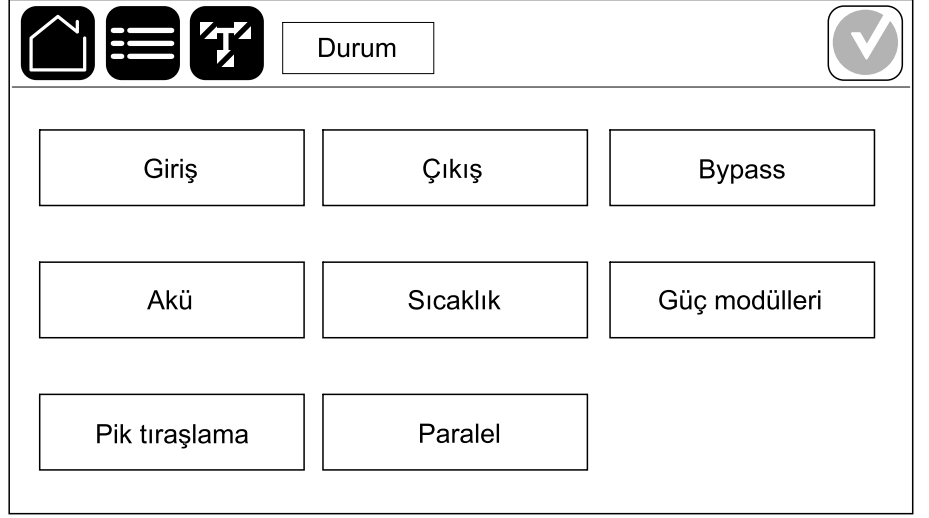 Durum
Giriş
Çıkış
Bypass
Akü
Sıcaklık
Güç modülleri
Pik tıraşlama
Paralel